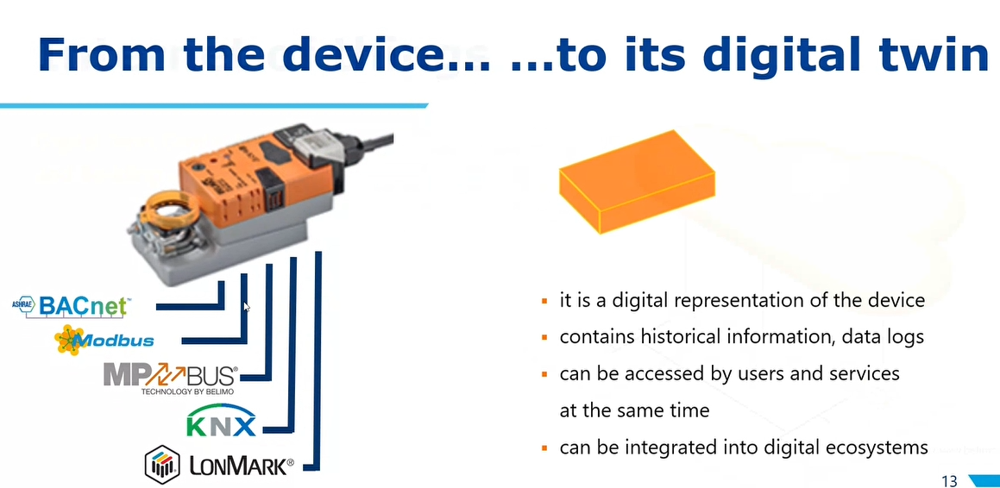 From the device... ...to its digital twin
ASHRAE BACnet™
Modbus
MP BUS®
TECHNOLOGY BY BELIMO
KNX
LONMARK®
▪ it is a digital representation of the device
▪ contains historical information, data logs
▪ can be accessed by users and services
at the same time
▪ can be integrated into digital ecosystems
13